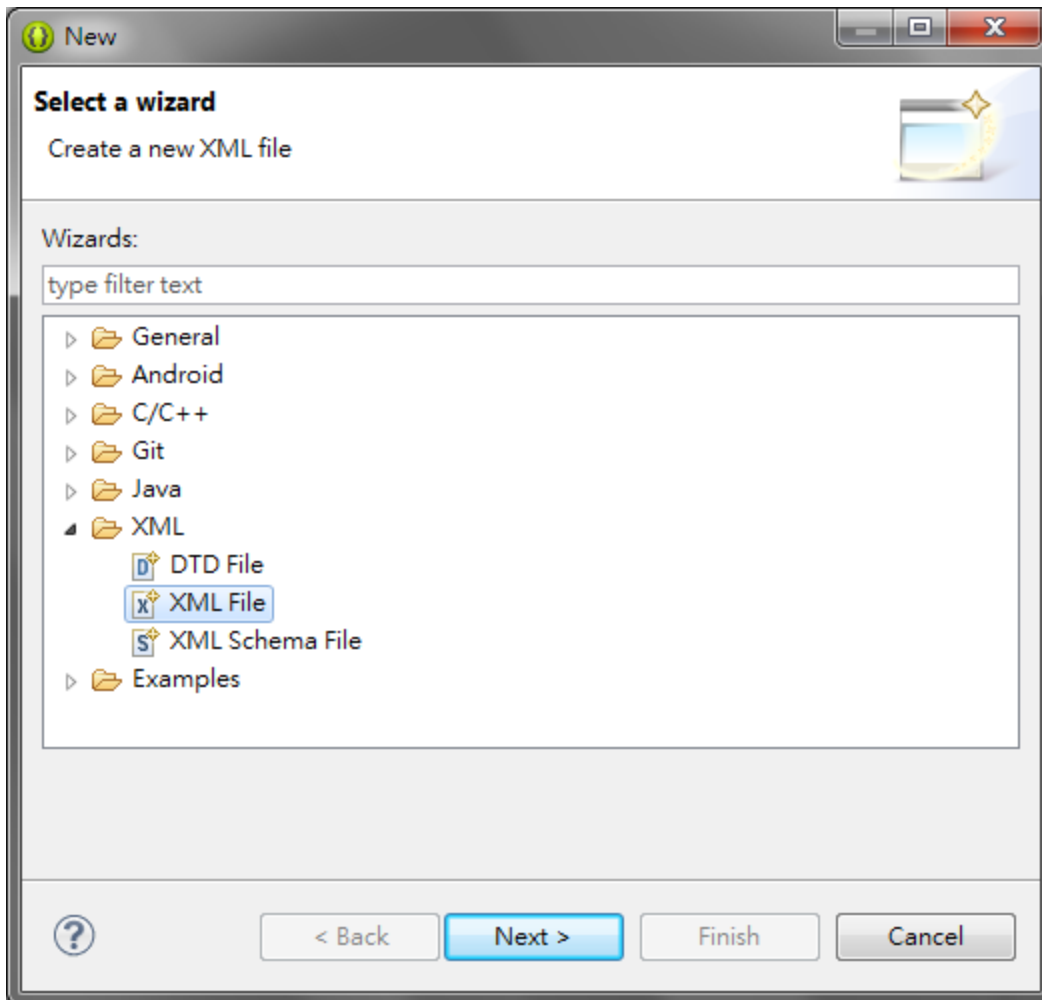 New
Select a wizard
Create a new XML file
Wizards:
type filter text
General
Android
C/C++
Git
Java
XML
DTD File
XML File
XML Schema File
Examples
< Back Next > Finish Cancel